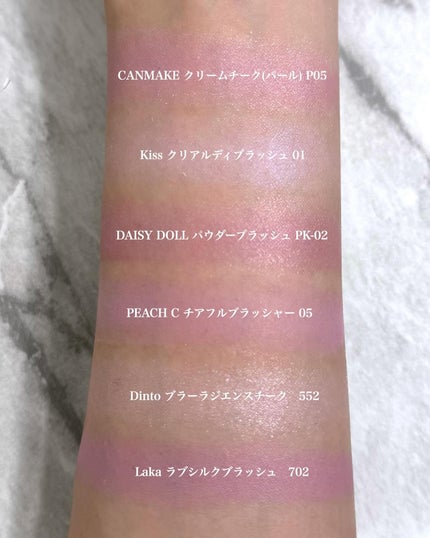 CANMAKE クリームチーク(パール) P05
Kiss クリアルディブラッシュ 01
DAISY DOLL パウダーブラッシュ PK-02
PEACH C チアフルブラッシャー 05
Dinto ブラーラジエンスチーク　552
Laka ラブシルクブラッシュ　702